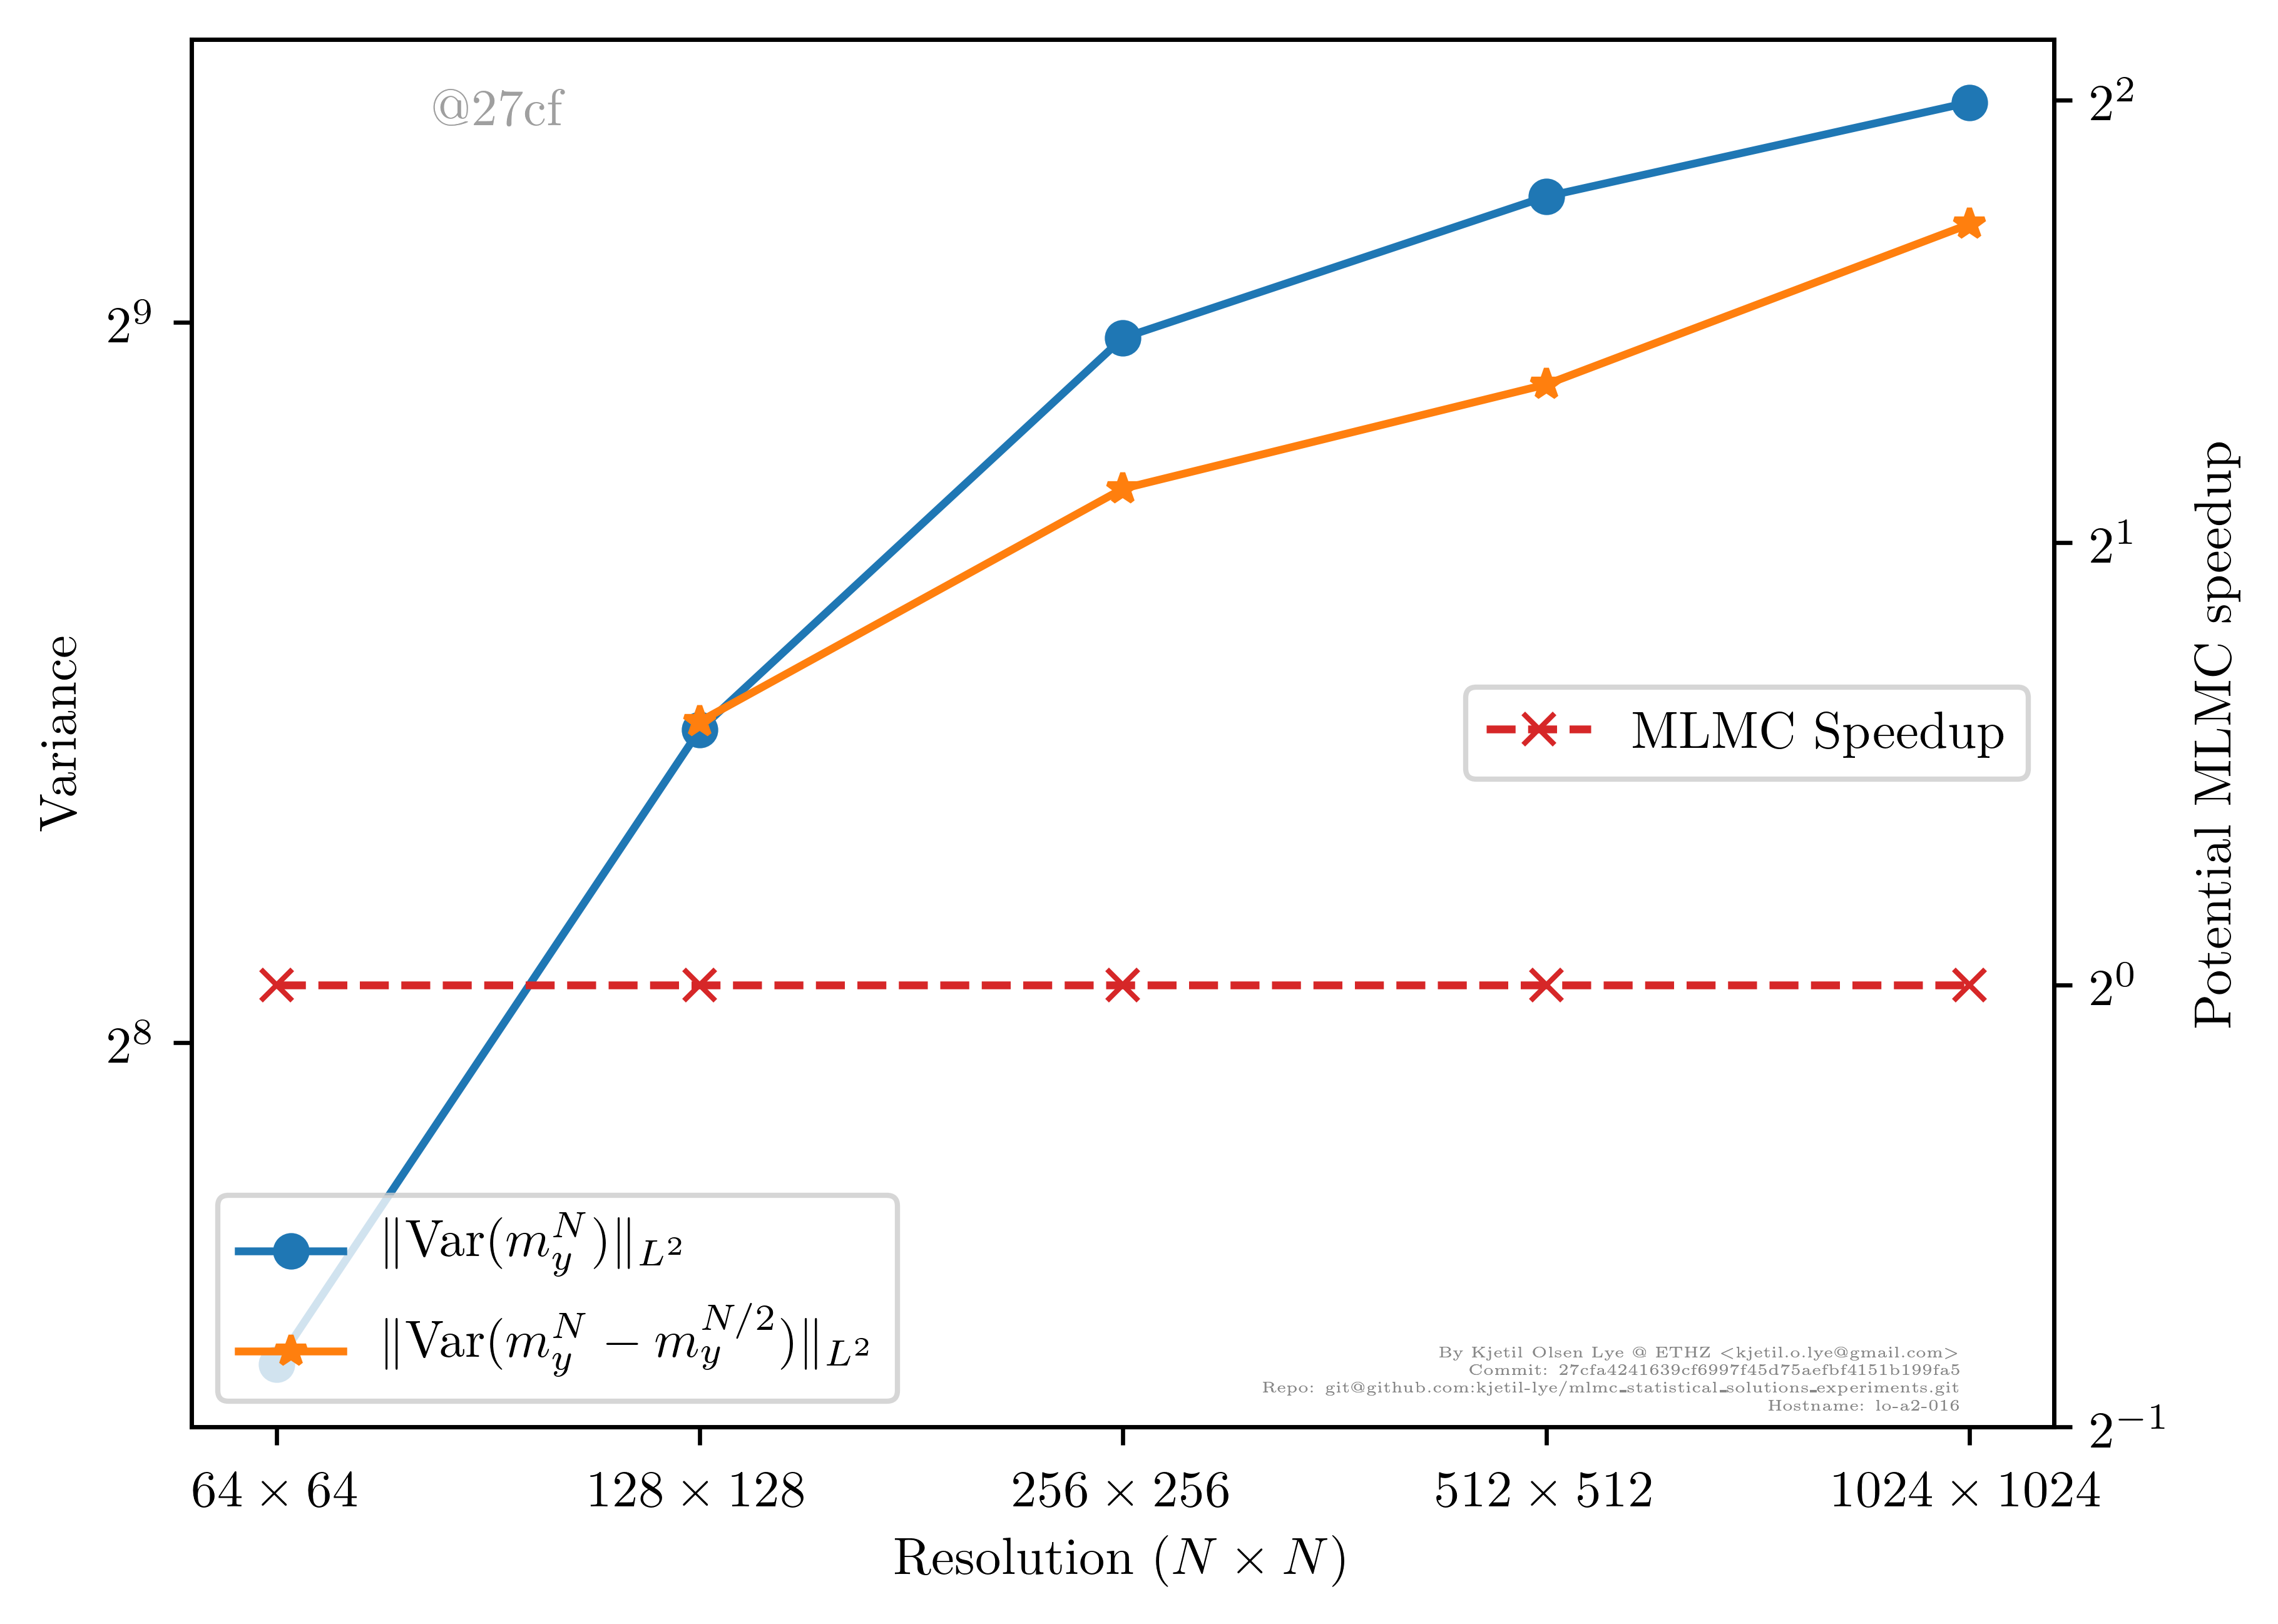 @27cf
2^9
2^8
Variance
2^2
2^1
2^0
2^{-1}
Potential MLMC speedup
MLMC Speedup
‖Var(m_y^N)‖_{L^2}
‖Var(m_y^N − m_y^{N/2})‖_{L^2}
By Kjetil Olsen Lye @ ETHZ <kjetil.o.lye@gmail.com>
Commit: 27cfa4241639cf6997f45d75aefbf4151b199fa5
Repo: git@github.com:kjetil-lye/mlmc_statistical_solutions_experiments.git
Hostname: lo-a2-016
64 × 64 128 × 128 256 × 256 512 × 512 1024 × 1024
Resolution (N × N)